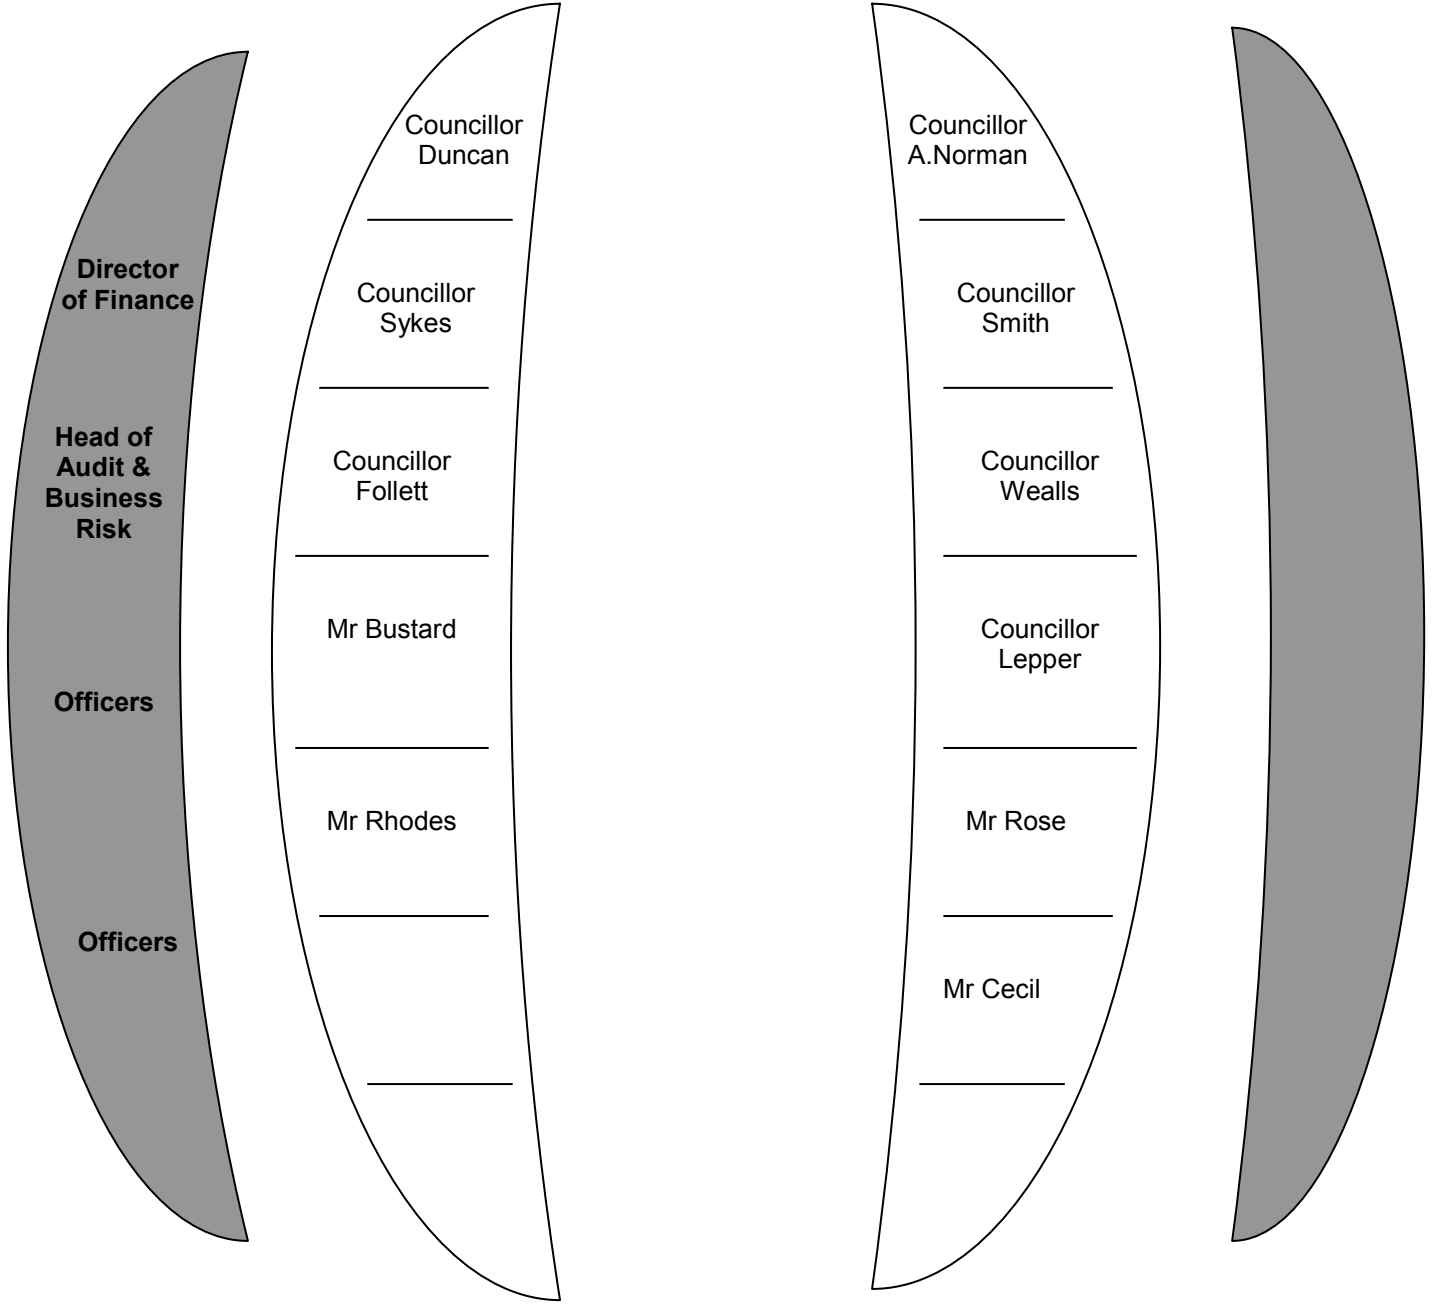 Director
of Finance
Head of
Audit &
Business
Risk
Officers
Officers
Councillor
Duncan
Councillor
Sykes
Councillor
Follett
Mr Bustard
Mr Rhodes
Councillor
A.Norman
Councillor
Smith
Councillor
Wealls
Councillor
Lepper
Mr Rose
Mr Cecil